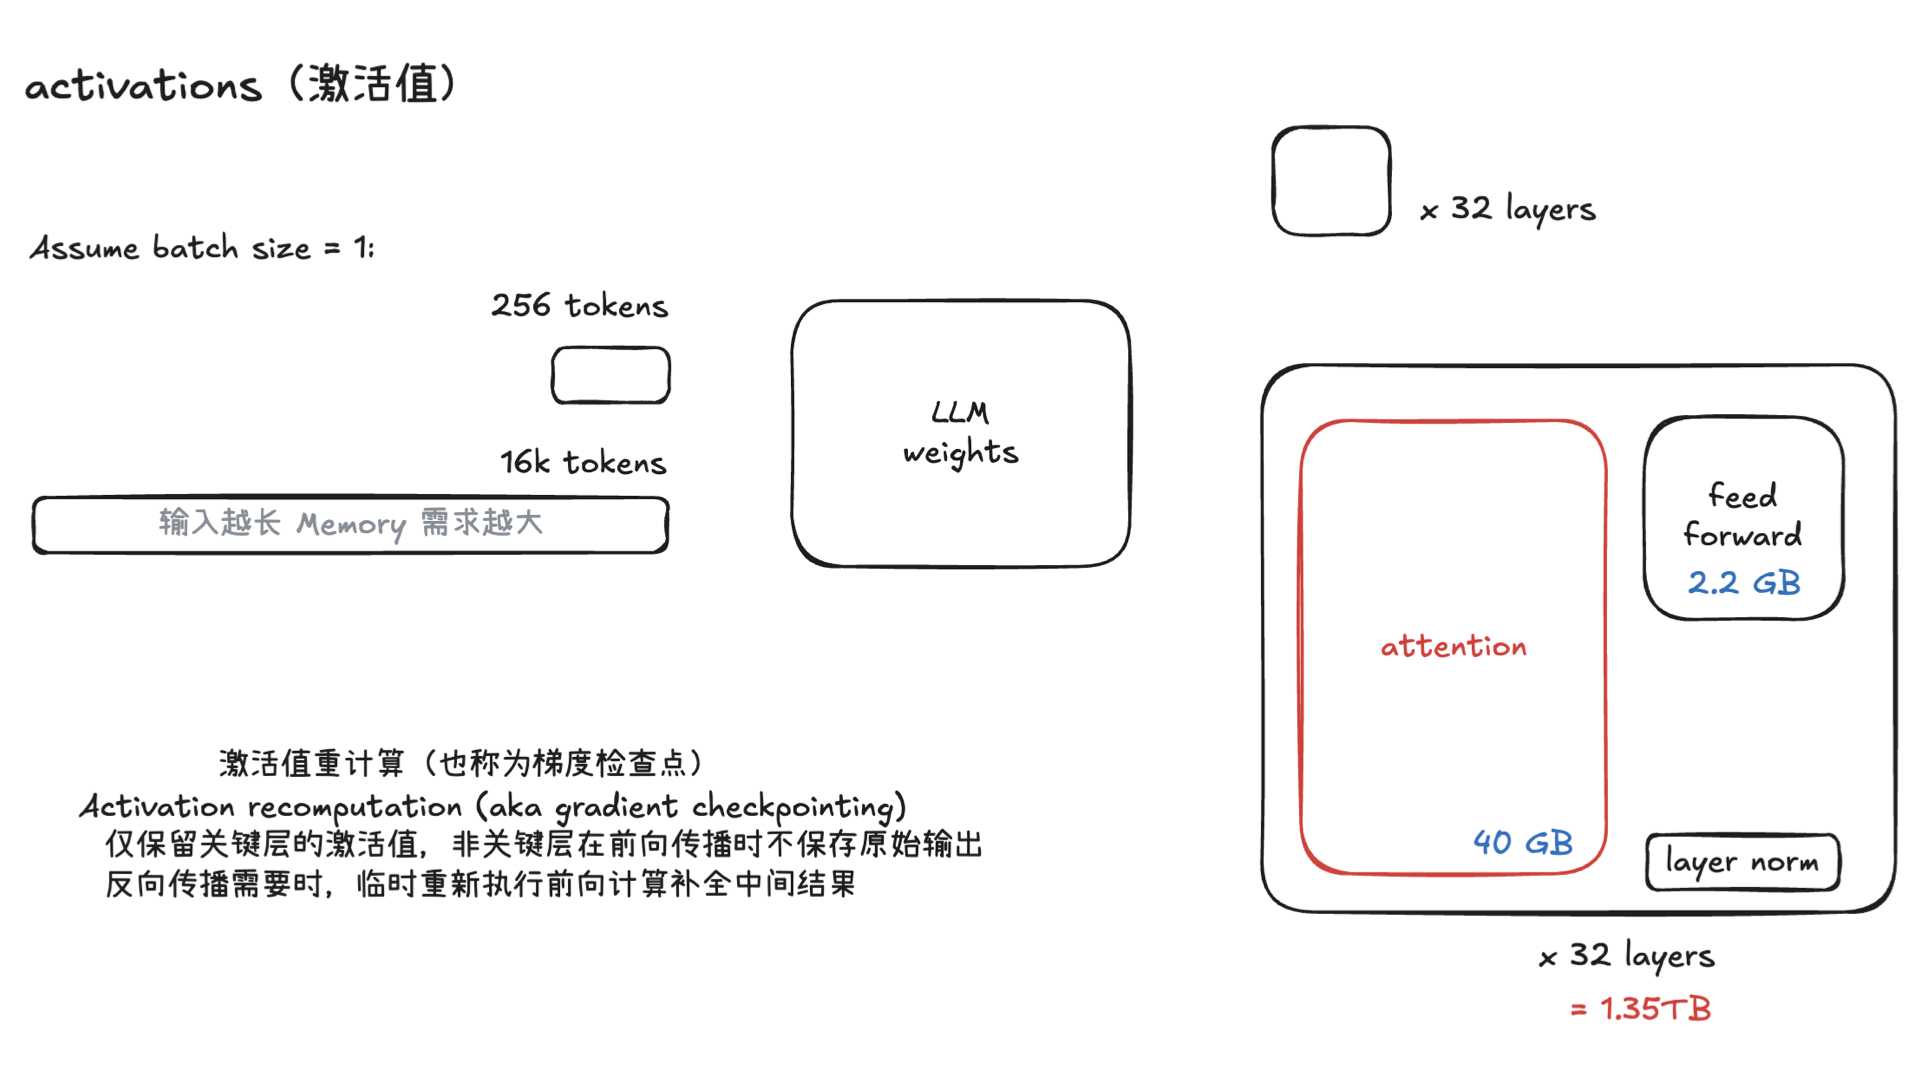 activations（激活值）
Assume batch size = 1:
256 tokens
16k tokens
输入越长 Memory 需求越大
LLM
weights
x 32 layers
attention
40 GB
feed
forward
2.2 GB
layer norm
x 32 layers
= 1.35TB
激活值重计算（也称为梯度检查点）
Activation recomputation (aka gradient checkpointing)
仅保留关键层的激活值，非关键层在前向传播时不保存原始输出
反向传播需要时，临时重新执行前向计算补全中间结果